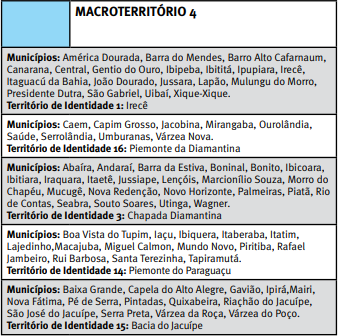 MACROTERRITÓRIO 4
Municípios: América Dourada, Barra do Mendes, Barro Alto Cafarnaum,
Canarana, Central, Gentio do Ouro, Ibipeba, Ibititá, Ipupiara, Irecê,
Itaguacú da Bahia, João Dourado, Jussara, Lapão, Mulungu do Morro,
Presidente Dutra, São Gabriel, Uibaí, Xique-Xique.
Território de Identidade 1: Irecê
Municípios: Caem, Capim Grosso, Jacobina, Mirangaba, Ourolândia,
Saúde, Serrolândia, Umburanas, Várzea Nova.
Território de Identidade 16: Piemonte da Diamantina
Municípios: Abaíra, Andaraí, Barra da Estiva, Boninal, Bonito, Ibicoara,
Ibitiara, Iraquara, Itaetê, Jussiape, Lençóis, Marcionílio Souza, Morro do
Chapéu, Mucugê, Nova Redenção, Novo Horizonte, Palmeiras, Piatã, Rio
de Contas, Seabra, Souto Soares, Utinga, Wagner.
Território de Identidade 3: Chapada Diamantina
Municípios: Boa Vista do Tupim, Iaçu, Ibiquera, Itaberaba, Itatim,
Lajedinho,Macajuba, Miguel Calmon, Mundo Novo, Piritiba, Rafael
Jambeiro, Rui Barbosa, Santa Terezinha, Tapiramutá.
Território de Identidade 14: Piemonte do Paraguaçu
Municípios: Baixa Grande, Capela do Alto Alegre, Gavião, Ipirá,Mairi,
Nova Fátima, Pé de Serra, Pintadas, Quixabeira, Riaçhão do Jacuípe,
São José do Jacuípe, Serra Preta, Várzea da Roça, Várzea do Poço.
Território de Identidade 15: Bacia do Jacuípe